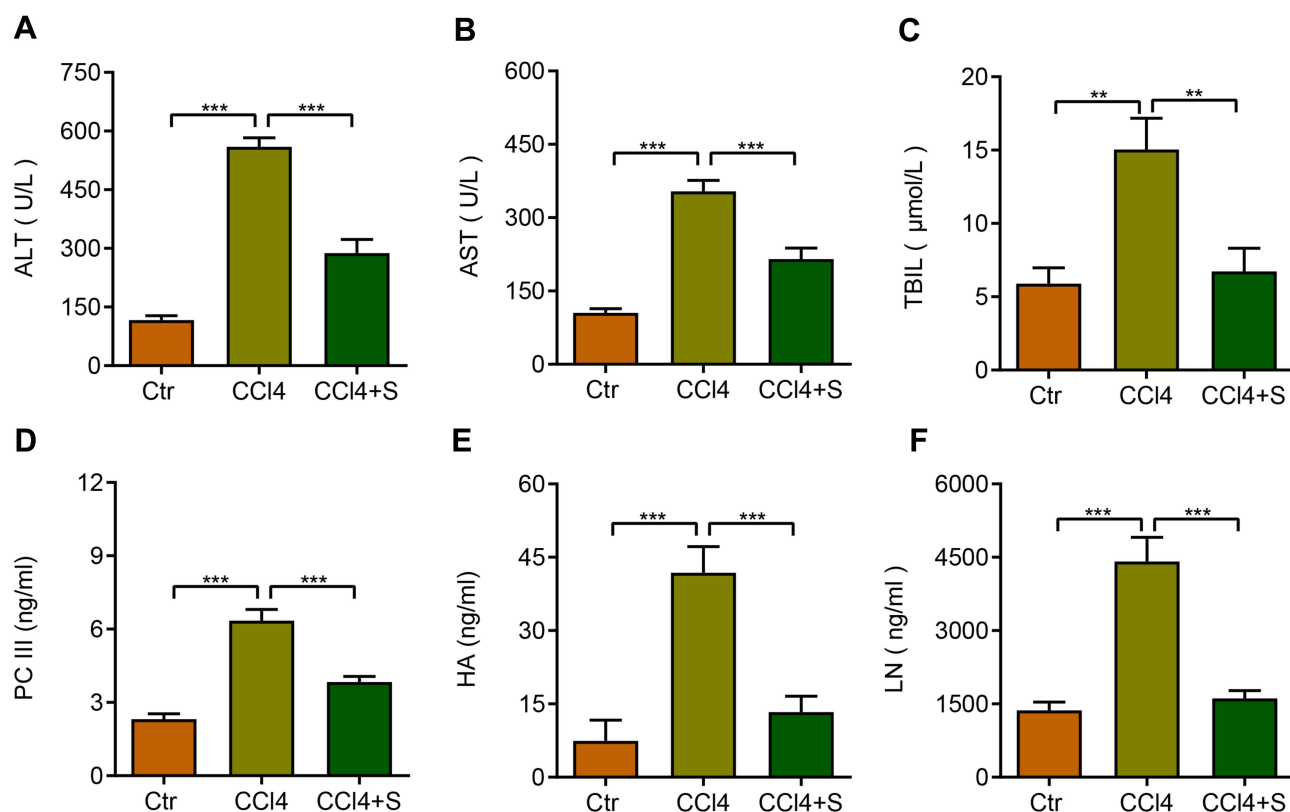 A
ALT ( U/L )
750
600
450
300
150
0
***
***
Ctr
CCl4
CCl4+S
B
AST ( U/L )
600
450
300
150
0
***
***
Ctr
CCl4
CCl4+S
C
TBIL ( μmol/L )
20
15
10
5
0
**
**
Ctr
CCl4
CCl4+S
D
PC III (ng/ml)
12
9
6
3
0
***
***
Ctr
CCl4
CCl4+S
E
HA (ng/ml)
60
45
30
15
0
***
***
Ctr
CCl4
CCl4+S
F
LN ( ng/ml )
6000
4500
3000
1500
0
***
***
Ctr
CCl4
CCl4+S